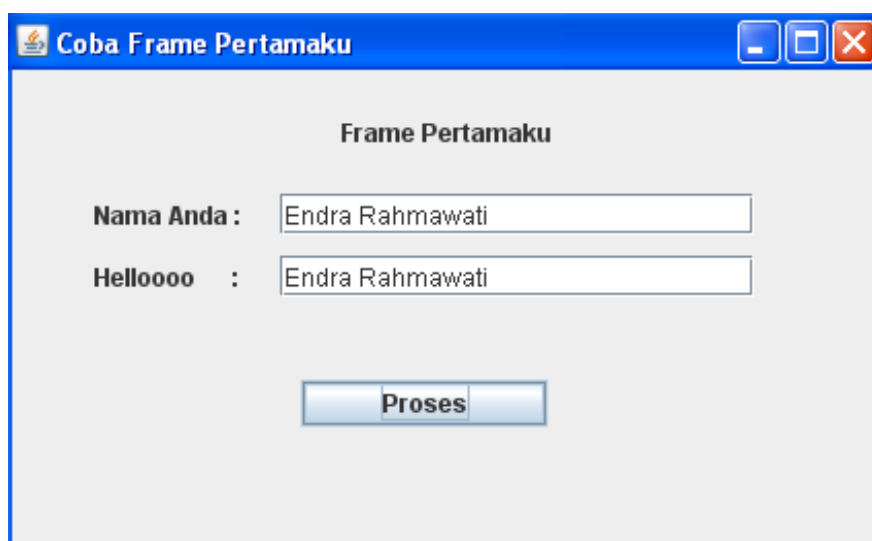 Coba Frame Pertamaku
Frame Pertamaku
Nama Anda : Endra Rahmawati
Helloooo : Endra Rahmawati
Proses